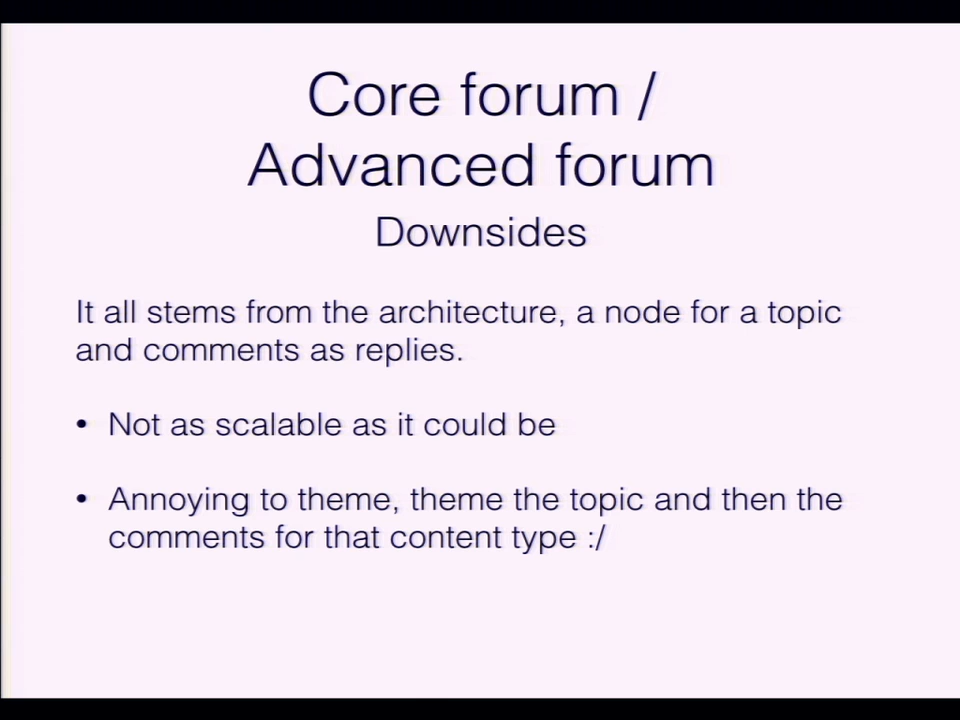 Core forum /
Advanced forum
Downsides
It all stems from the architecture, a node for a topic
and comments as replies.
• Not as scalable as it could be
• Annoying to theme, theme the topic and then the
comments for that content type :/